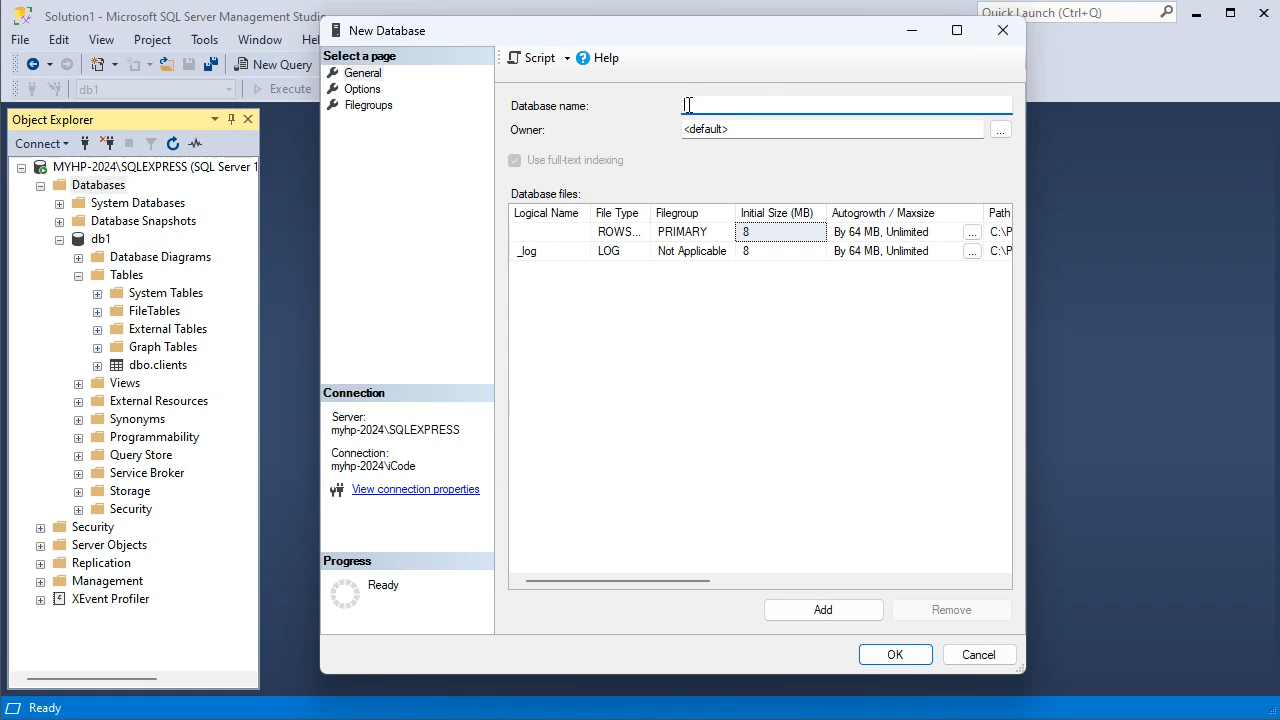 Solution1 - Microsoft SQL Server Management Studi
Quick Launch (Ctrl+Q)
File Edit View Project Tools Window Hel
New Query
db1 Execute
Object Explorer
Connect
MYHP-2024\SQLEXPRESS (SQL Server 1
Databases
System Databases
Database Snapshots
db1
Database Diagrams
Tables
System Tables
FileTables
External Tables
Graph Tables
dbo.clients
Views
External Resources
Synonyms
Programmability
Query Store
Service Broker
Storage
Security
Security
Server Objects
Replication
Management
XEvent Profiler
New Database
Select a page
General
Options
Filegroups
Connection
Server:
myhp-2024\SQLEXPRESS
Connection:
myhp-2024\iCode
View connection properties
Progress
Ready
Script Help
Database name:
Owner: <default> ...
Use full-text indexing
Database files:
Logical Name File Type Filegroup Initial Size (MB) Autogrowth / Maxsize Path
ROWS... PRIMARY 8 By 64 MB, Unlimited ... C:\P
_log LOG Not Applicable 8 By 64 MB, Unlimited ... C:\P
Add Remove
OK Cancel
Ready